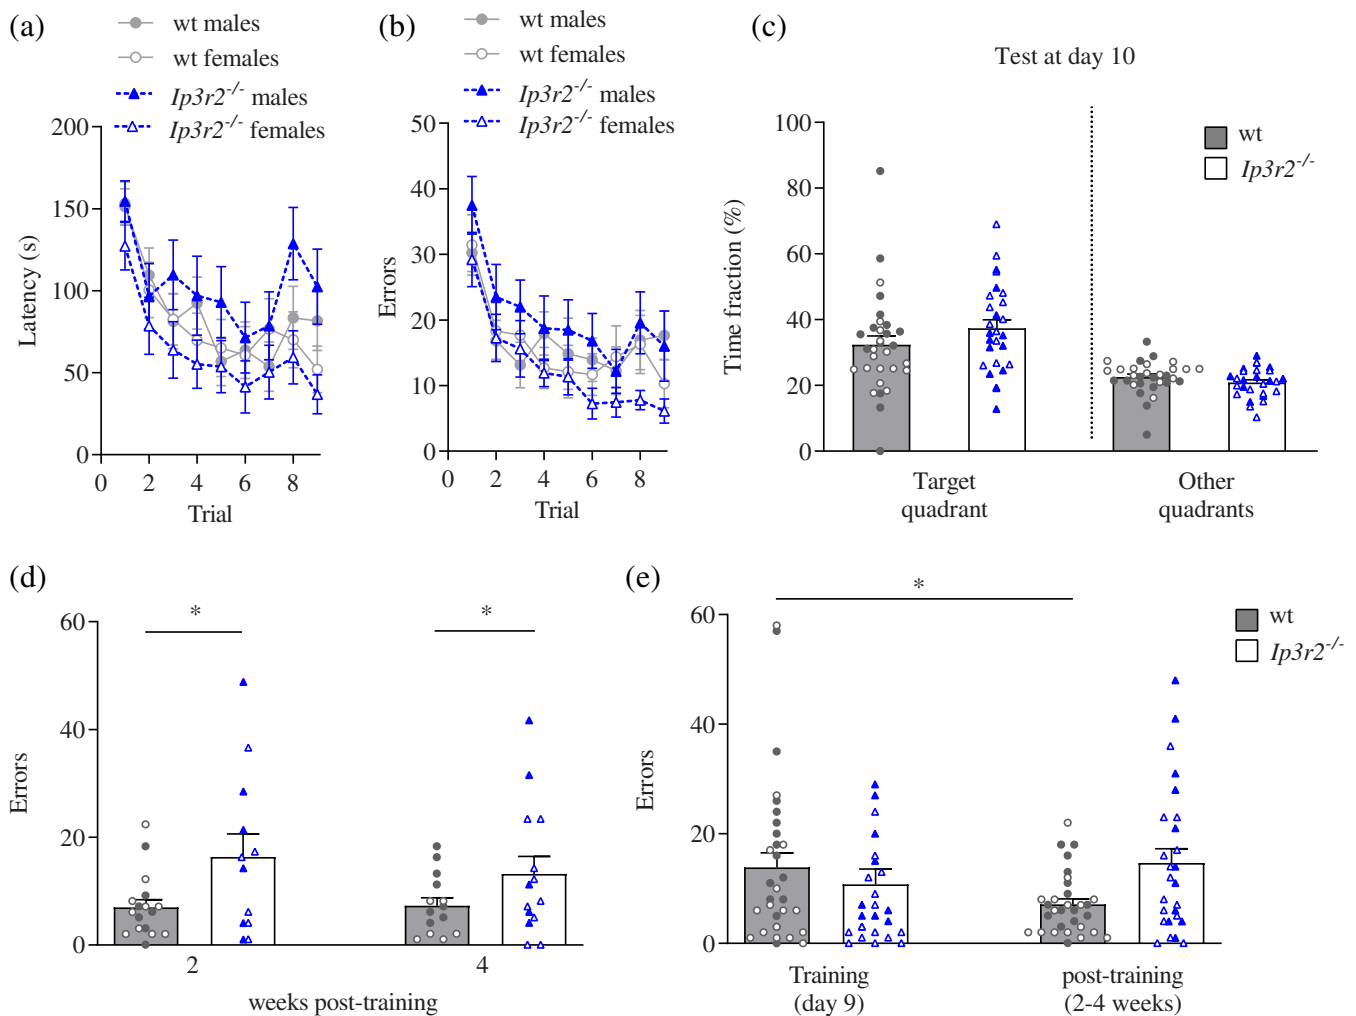 (a)
wt males
wt females
Ip3r2-/- males
Ip3r2-/- females
200
150
100
50
0
Latency (s)
0 2 4 6 8
Trial
(b)
wt males
wt females
Ip3r2-/- males
Ip3r2-/- females
50
40
30
20
10
0
Errors
0 2 4 6 8
Trial
(c)
Test at day 10
wt
Ip3r2-/-
100
80
60
40
20
0
Time fraction (%)
Target
quadrant
Other
quadrants
(d)
* *
60
40
20
0
Errors
2 4
weeks post-training
(e)
*
wt
Ip3r2-/-
60
40
20
0
Errors
Training
(day 9)
post-training
(2-4 weeks)